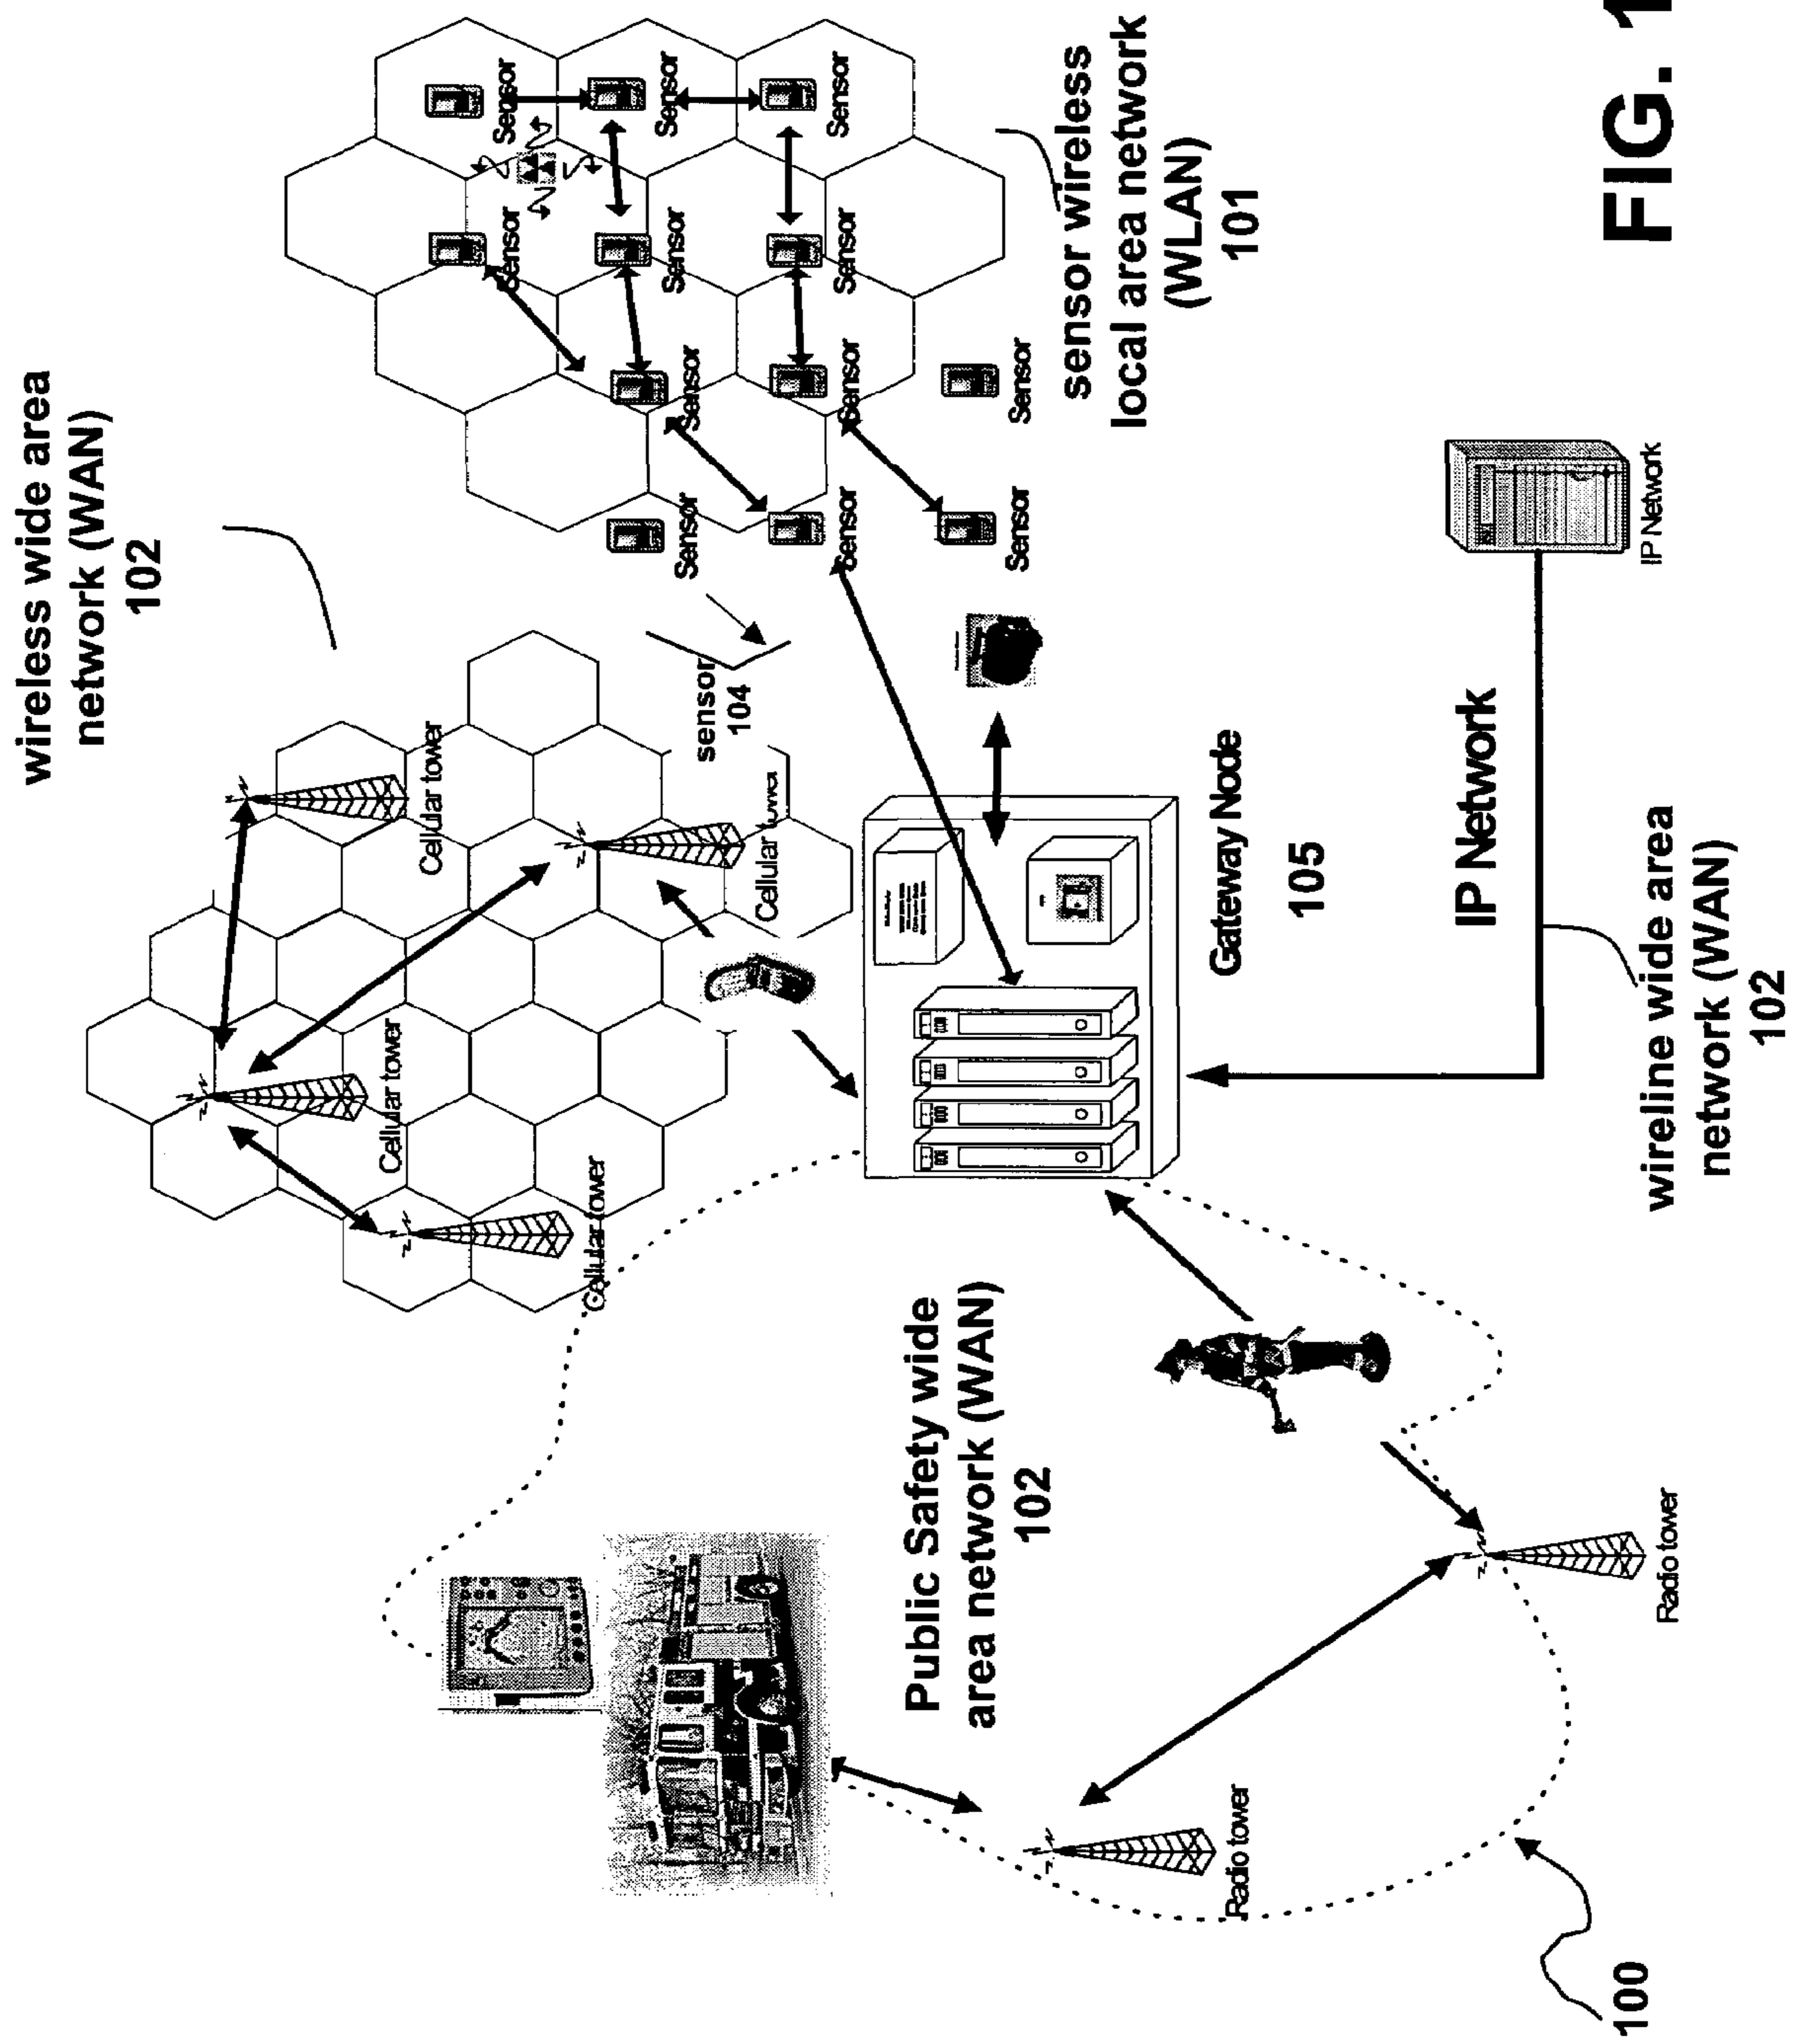 wireless wide area
network (WAN)
102
Cellular tower
Cellular tower
Cellular tower
Cellular tower
Sensor
Sensor
Sensor
Sensor
Sensor
Sensor
sensor
104
Sensor
Sensor
Sensor
Sensor
Sensor
Sensor
Public Safety wide
area network (WAN)
102
sensor wireless
local area network
(WLAN)
101
Gateway Node
105
Radio tower
IP Network
IP Network
Radio tower
wireline wide area
network (WAN)
102
100
FIG. 1